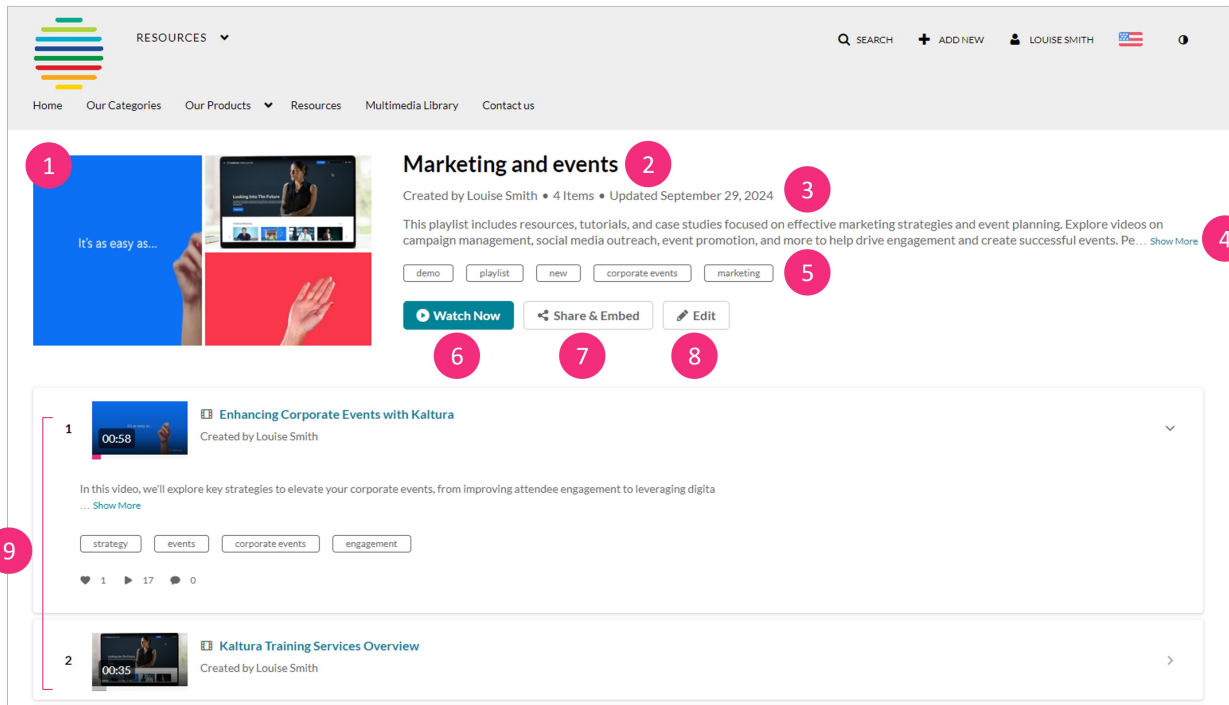 RESOURCES
SEARCH
ADD NEW
LOUISE SMITH
Home Our Categories Our Products Resources Multimedia Library Contact us
1
It's as easy as...
Looking Into The Future
Marketing and events
2
Created by Louise Smith • 4 Items • Updated September 29, 2024
3
This playlist includes resources, tutorials, and case studies focused on effective marketing strategies and event planning. Explore videos on
campaign management, social media outreach, event promotion, and more to help drive engagement and create successful events. Pe... Show More
4
demo playlist new corporate events marketing
5
Watch Now Share & Embed Edit
6 7 8
1
00:58
Enhancing Corporate Events with Kaltura
Created by Louise Smith
In this video, we'll explore key strategies to elevate your corporate events, from improving attendee engagement to leveraging digita
... Show More
strategy events corporate events engagement
9
1 17 0
2
00:35
Kaltura Training Services Overview
Created by Louise Smith